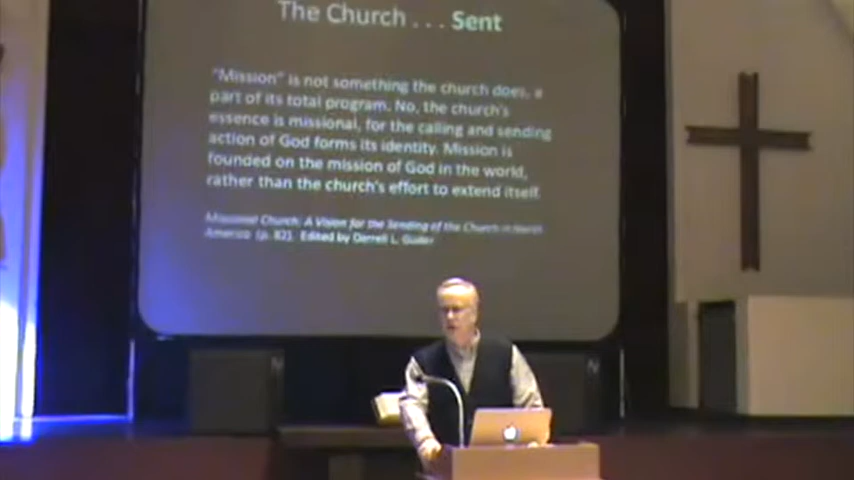 The Church . . . Sent
"Mission" is not something the church does, a
part of its total program. No, the church's
essence is missional, for the calling and sending
action of God forms its identity. Mission is
founded on the mission of God in the world,
rather than the church's effort to extend itself.
Missional Church: A Vision for the Sending of the Church in North
America (p. 82). Edited by Darrell L. Guder